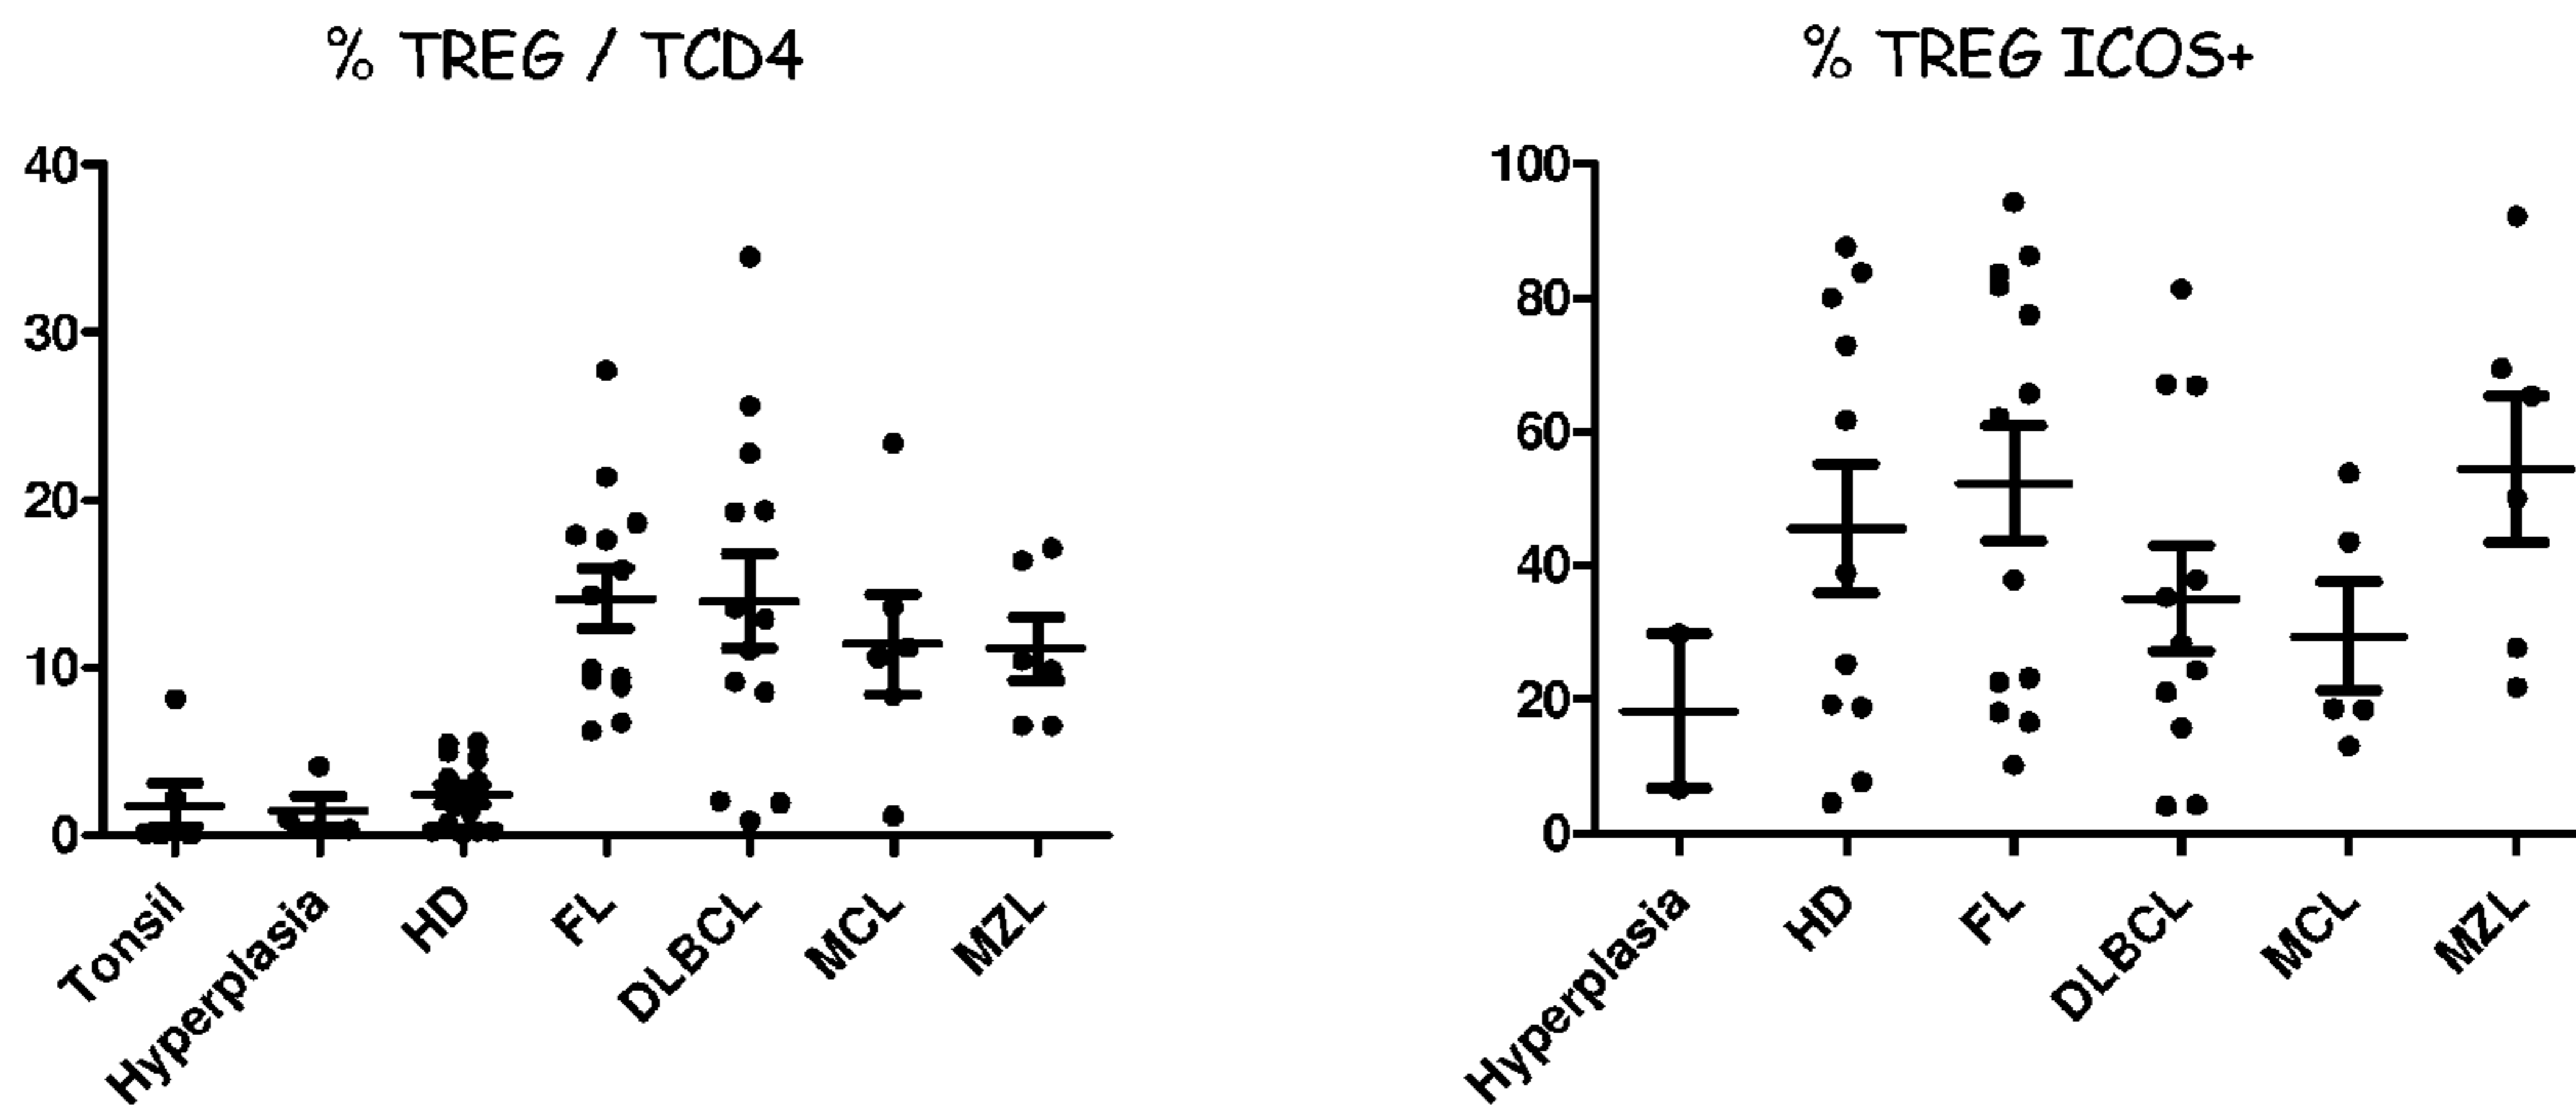 % TREG / TCD4
40
30
20
10
0
Tonsil
Hyperplasia
HD
FL
DLBCL
MCL
MZL
% TREG ICOS+
100
80
60
40
20
0
Hyperplasia
HD
FL
DLBCL
MCL
MZL